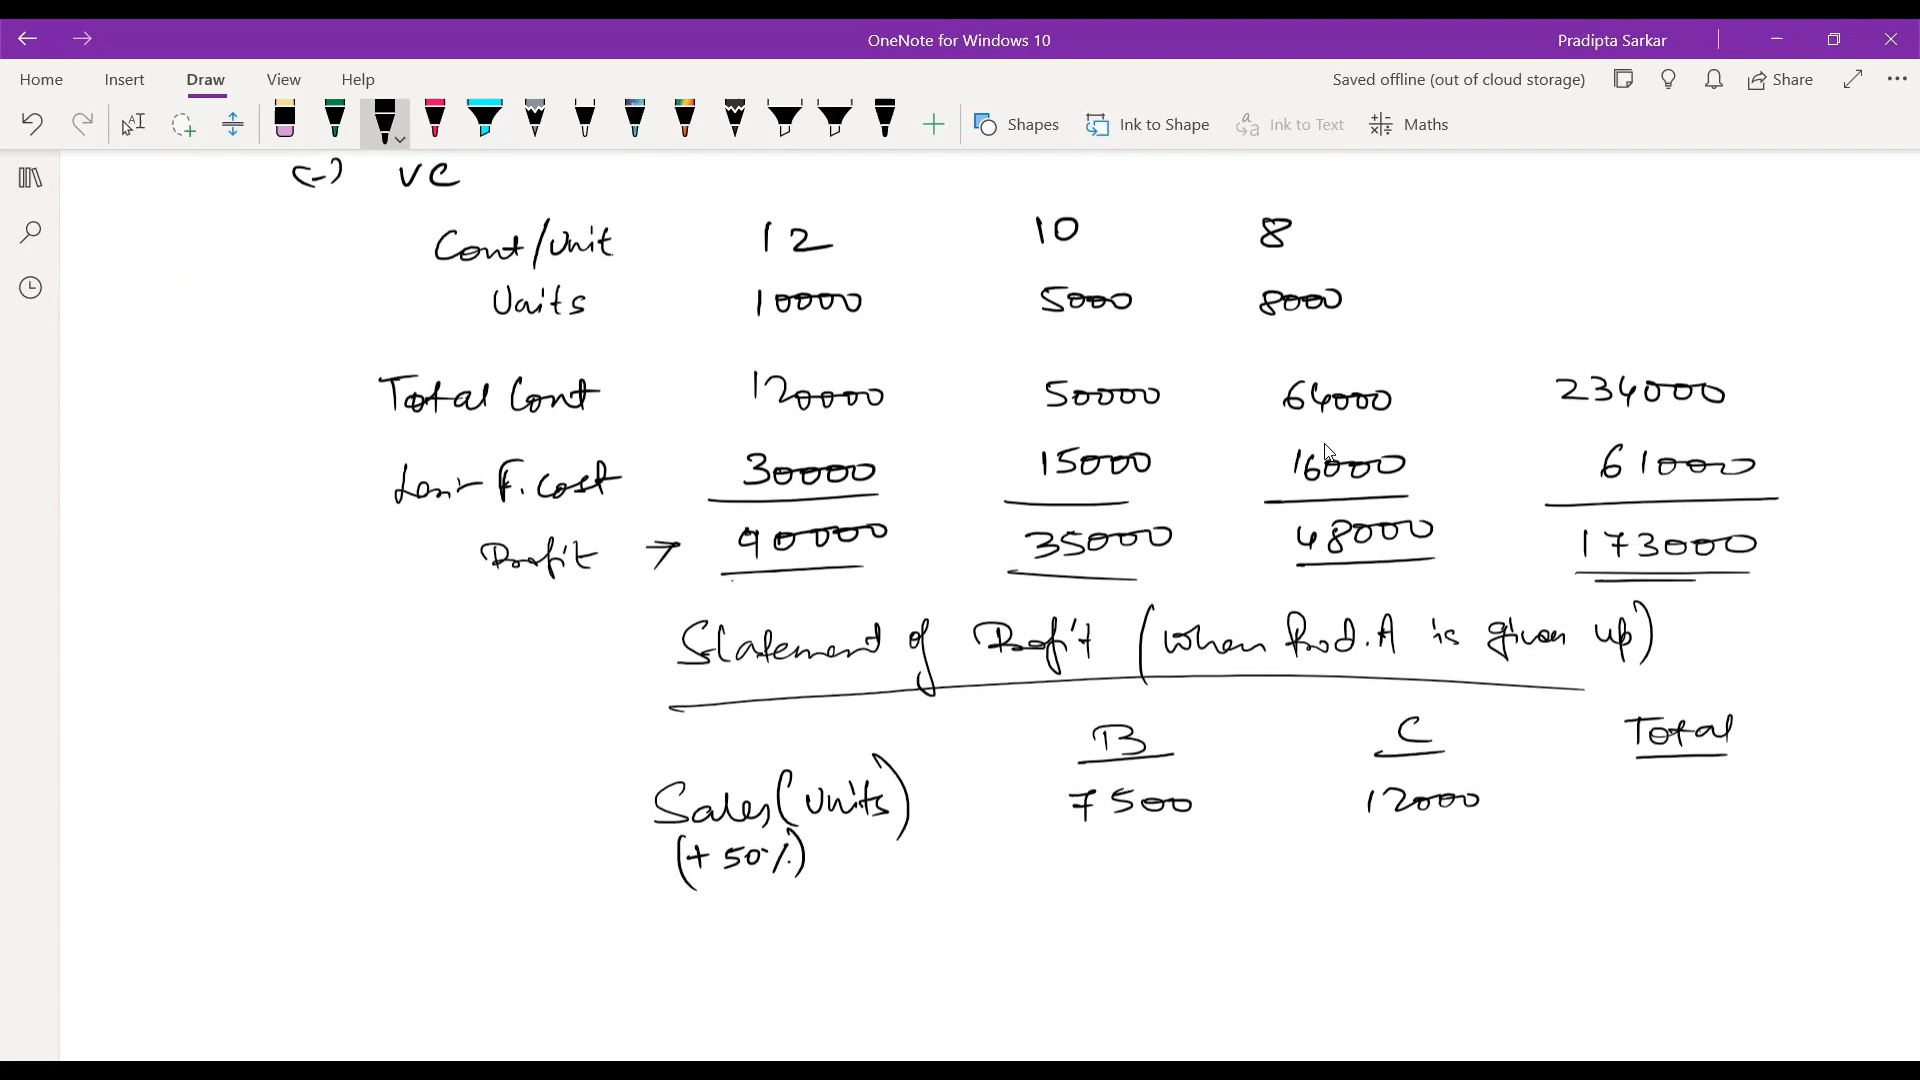 OneNote for Windows 10
Pradipta Sarkar
Home Insert Draw View Help
Saved offline (out of cloud storage)
Share
Shapes Ink to Shape Ink to Text Maths
(-) VC
Cont/Unit 12 10 8
Units 10000 5000 8000
Total Cont 120000 50000 64000 234000
F. Cost 30000 15000 16000 61000
Profit → 90000 35000 48000 173000
Statement of Profit (when Prod. A is given up)
B C Total
Sales (Units) 7500 12000
(+ 50%)